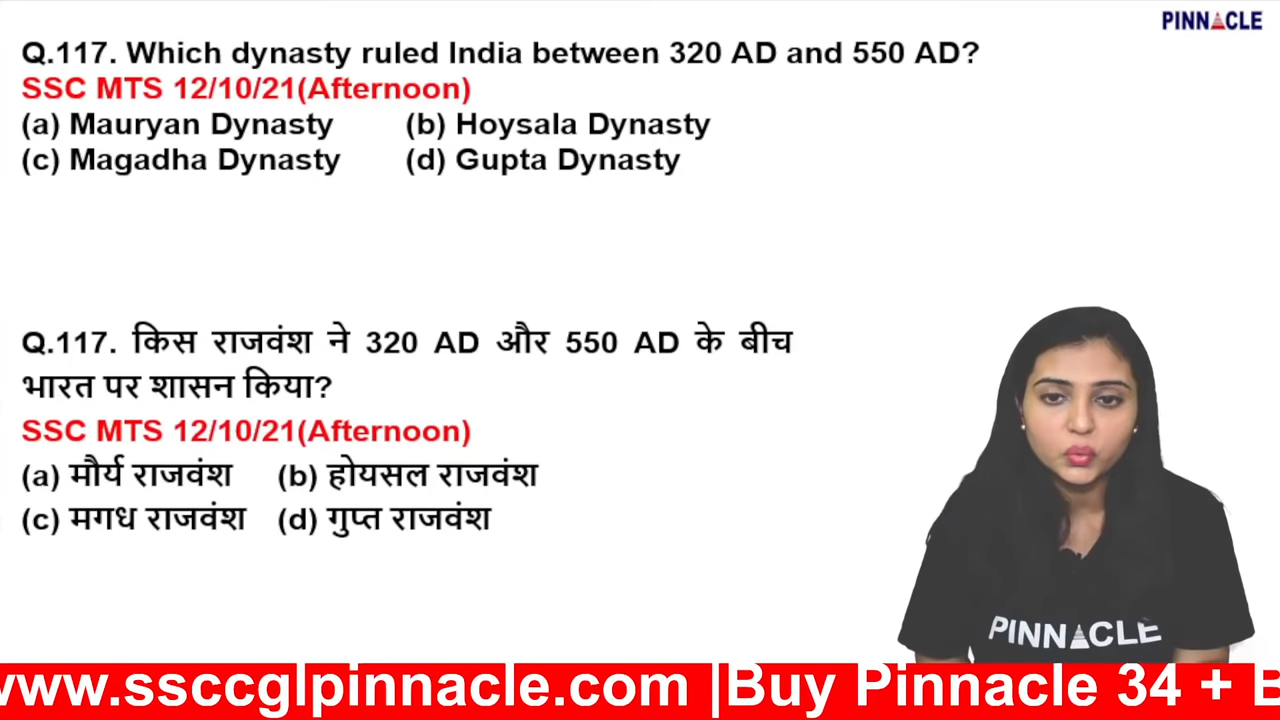 PINNACLE
Q.117. Which dynasty ruled India between 320 AD and 550 AD?
SSC MTS 12/10/21(Afternoon)
(a) Mauryan Dynasty (b) Hoysala Dynasty
(c) Magadha Dynasty (d) Gupta Dynasty
Q.117. किस राजवंश ने 320 AD और 550 AD के बीच
भारत पर शासन किया?
SSC MTS 12/10/21(Afternoon)
(a) मौर्य राजवंश (b) होयसल राजवंश
(c) मगध राजवंश (d) गुप्त राजवंश
PINNACLE
www.ssccglpinnacle.com |Buy Pinnacle 34 +